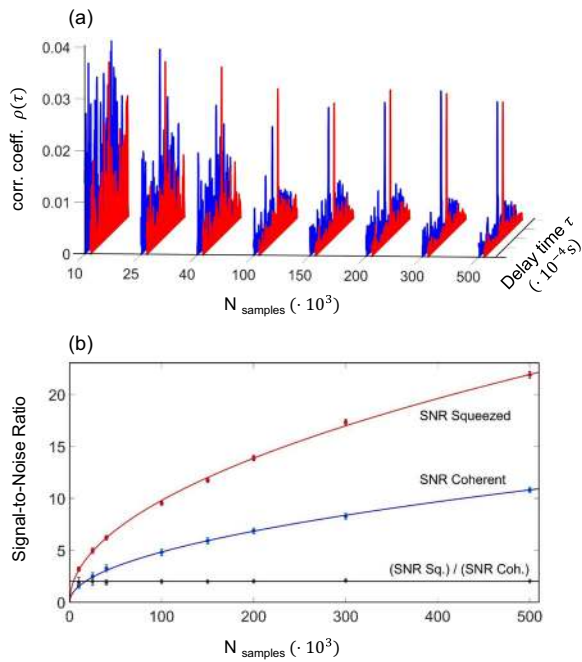 (a)
corr. coeff. ρ(τ)
0.04
0.03
0.02
0.01
0
10 25 40 100 150 200 300 500
N samples (· 10³)
Delay time τ
(· 10⁻⁴ s)
(b)
Signal-to-Noise Ratio
20
15
10
5
0
SNR Squeezed
SNR Coherent
(SNR Sq.) / (SNR Coh.)
0 100 200 300 400 500
N samples (· 10³)